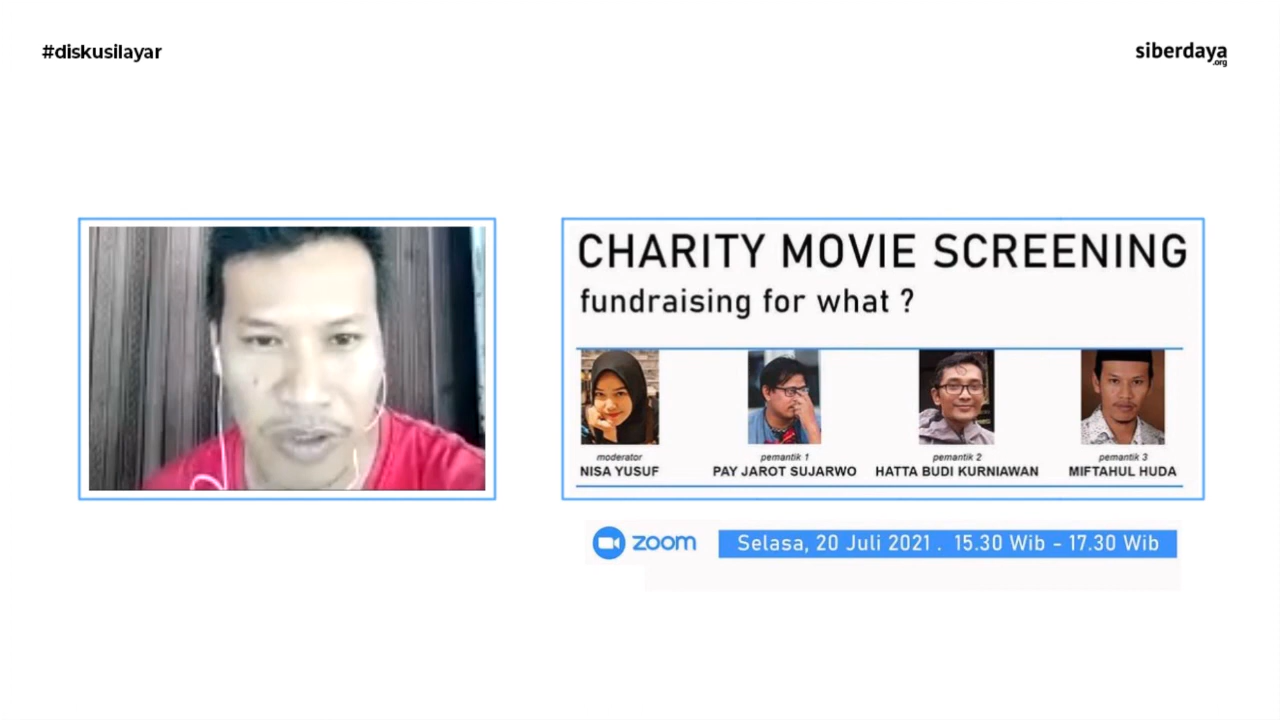 #diskusilayar
siberdaya
.org
CHARITY MOVIE SCREENING
fundraising for what ?
moderator
NISA YUSUF
pemantik 1
PAY JAROT SUJARWO
pemantik 2
HATTA BUDI KURNIAWAN
pemantik 3
MIFTAHUL HUDA
zoom
Selasa, 20 Juli 2021 . 15.30 Wib - 17.30 Wib